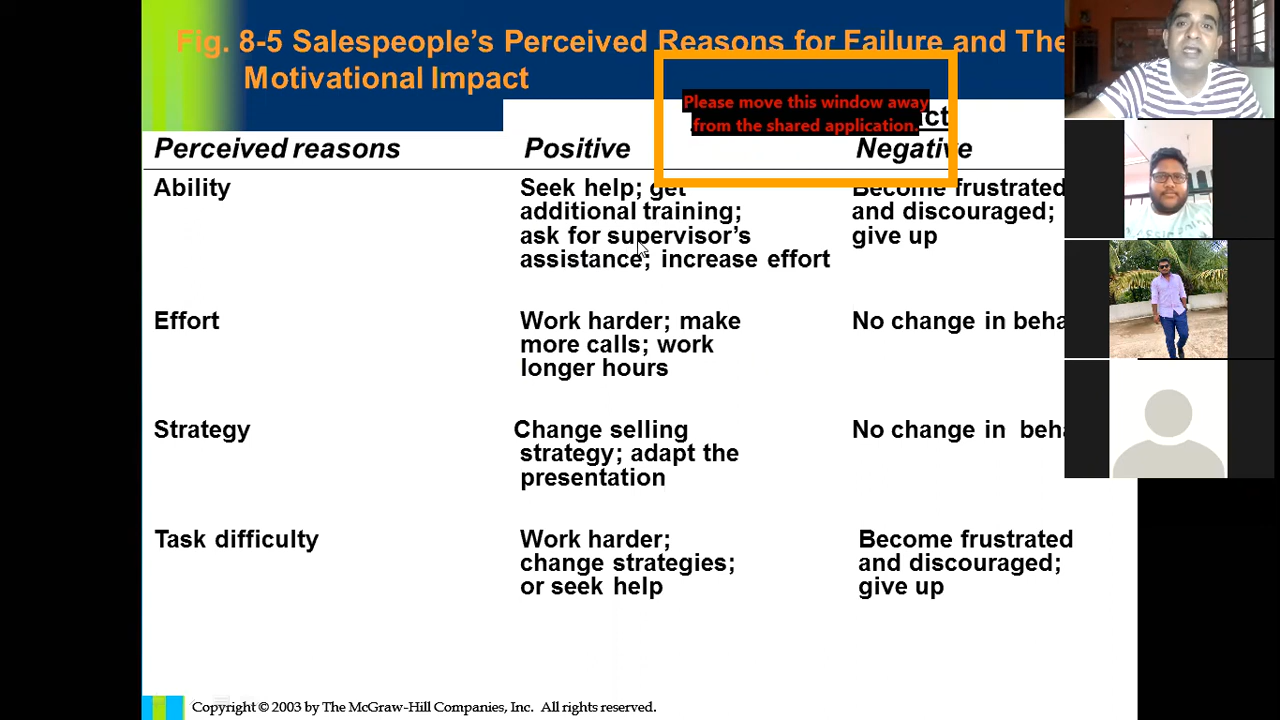 Fig. 8-5 Salespeople's Perceived Reasons for Failure and The
Motivational Impact
Please move this window away
from the shared application.
Perceived reasons Positive Negative
Ability Seek help; get Become frustrated
additional training; and discouraged;
ask for supervisor's give up
assistance; increase effort
Effort Work harder; make No change in
more calls; work
longer hours
Strategy Change selling No change in
strategy; adapt the
presentation
Task difficulty Work harder; Become frustrated
change strategies; and discouraged;
or seek help give up
Copyright © 2003 by The McGraw-Hill Companies, Inc. All rights reserved.